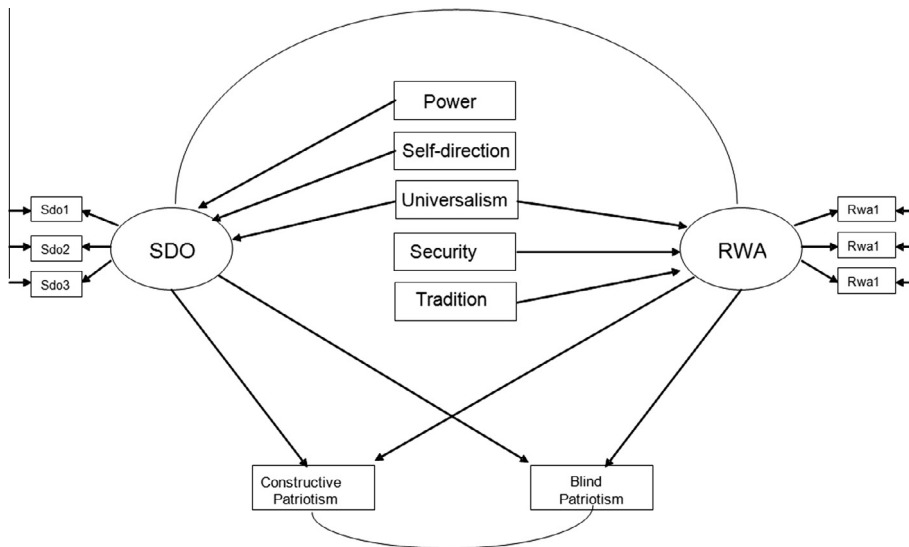 Power
Self-direction
Universalism
Security
Tradition
Sdo1
Sdo2
Sdo3
SDO
RWA
Rwa1
Rwa1
Rwa1
Constructive
Patriotism
Blind
Patriotism